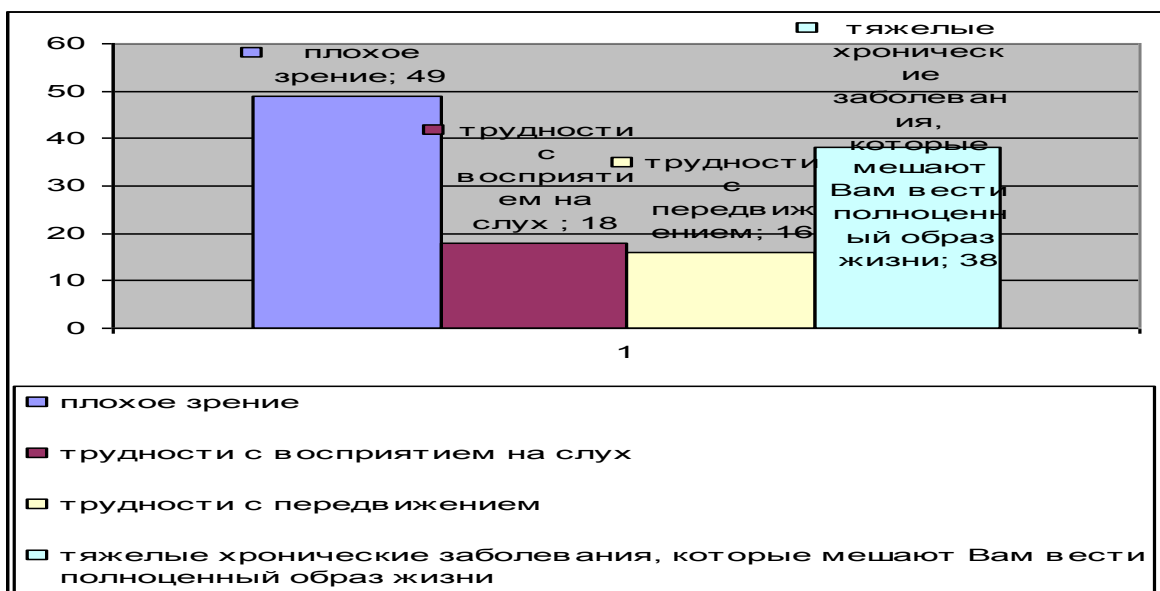 60
50
40
30
20
10
0
плохое
зрение; 49
трудности
с
восприяти
ем на
слух ; 18
трудности
с
передвиж
ением; 16
тяжелые
хроническ
ие
заболеван
ия,
которые
мешают
Вам вести
полноценн
ый образ
жизни; 38
1
плохое зрение
трудности с восприятием на слух
трудности с передвижением
тяжелые хронические заболевания, которые мешают Вам вести
полноценный образ жизни